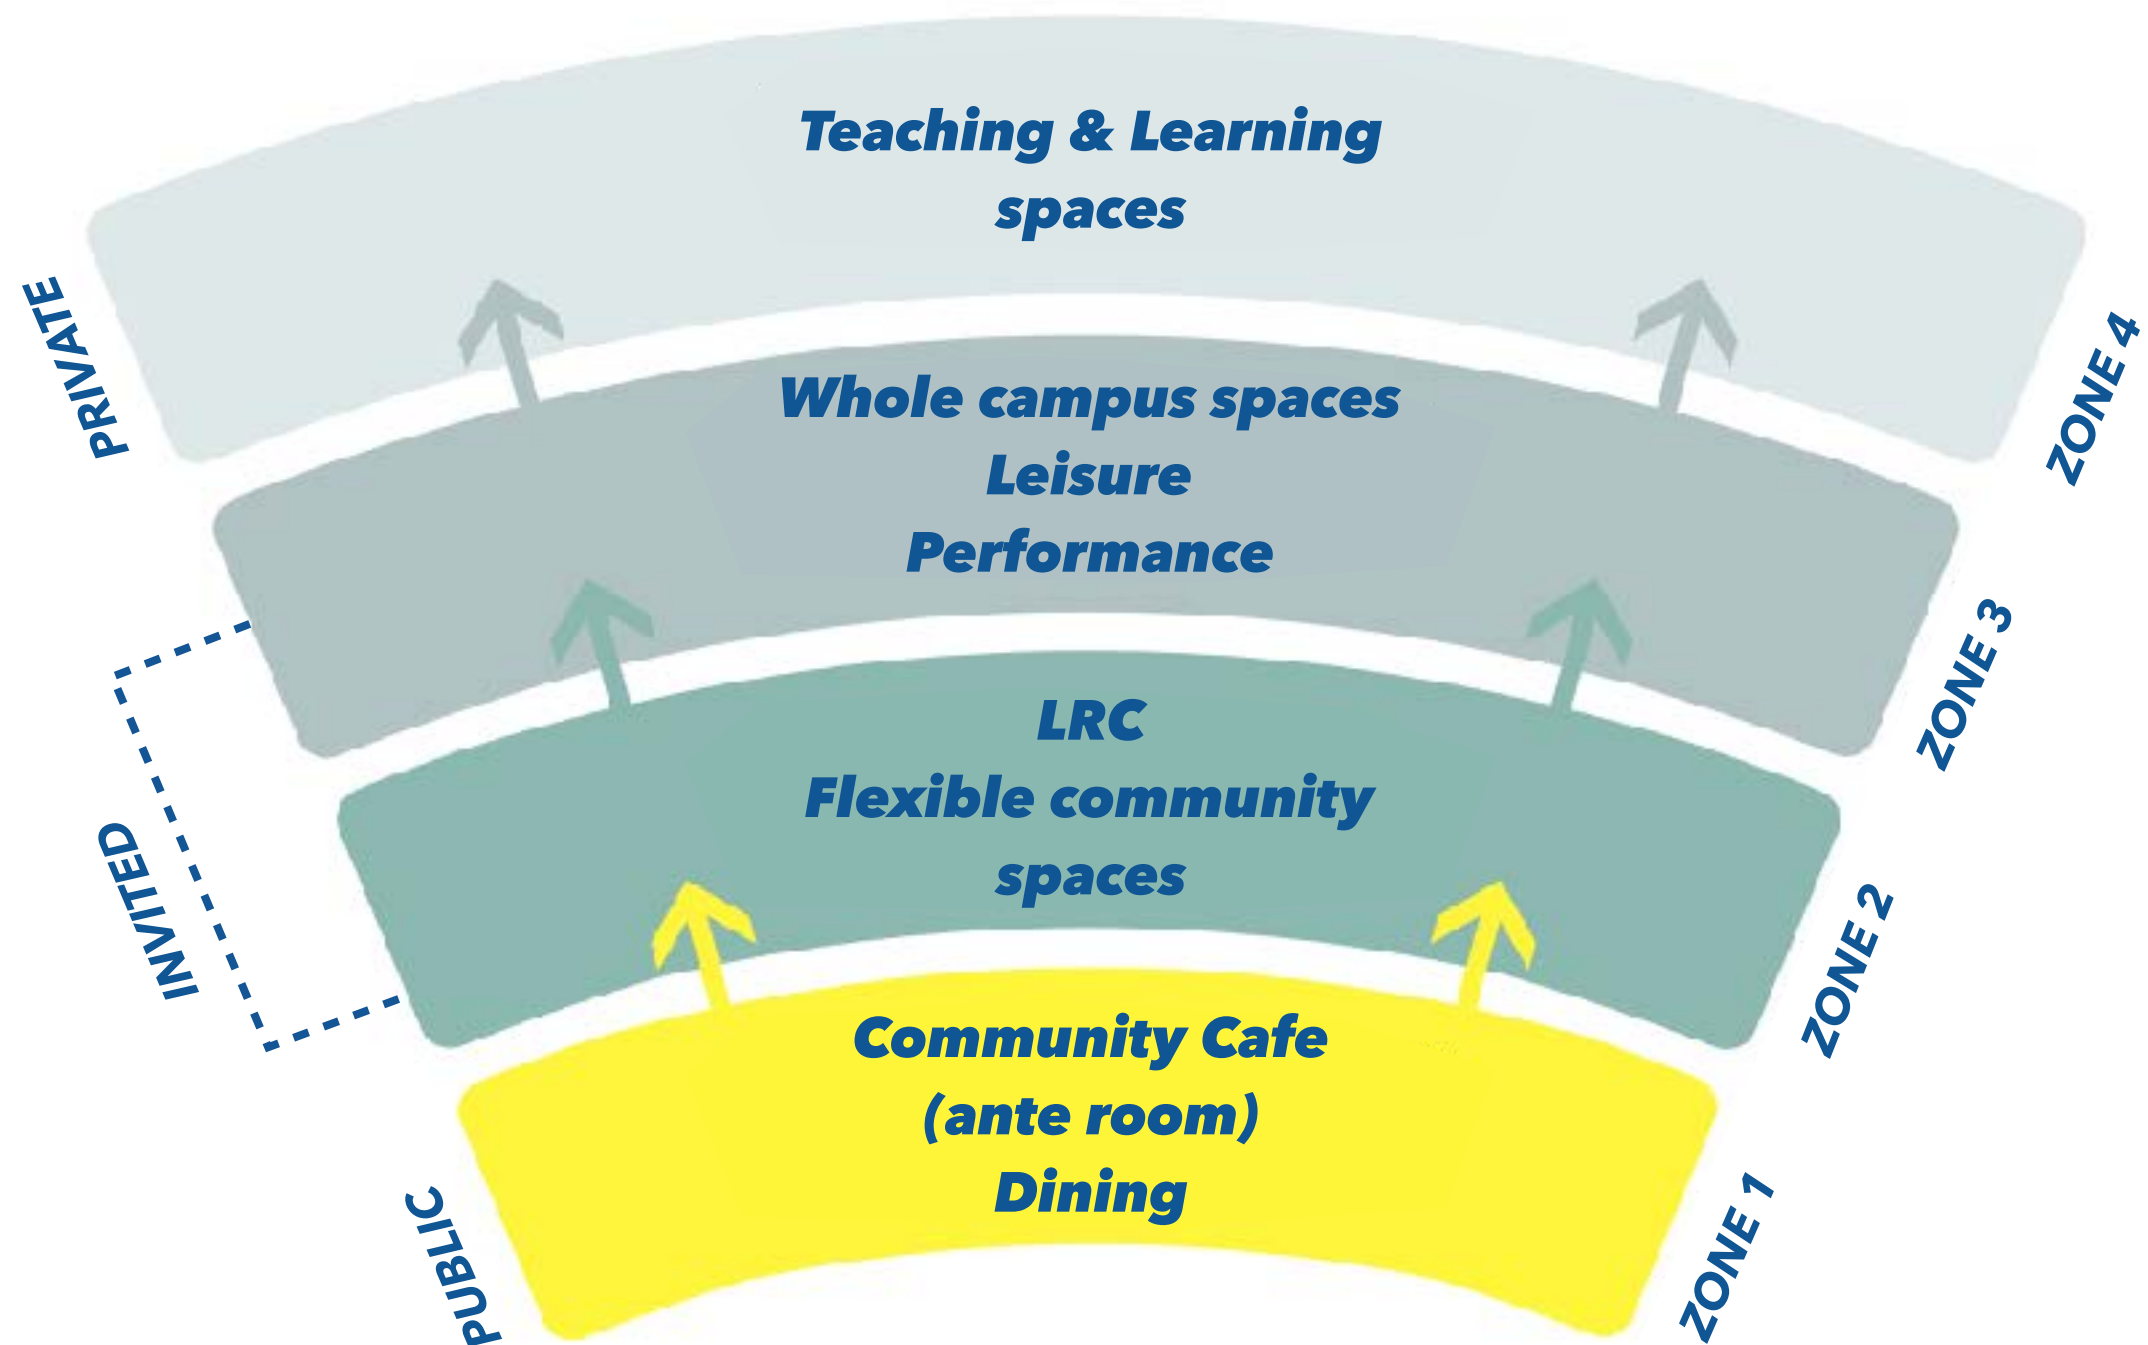 Teaching & Learning
spaces
PRIVATE
ZONE 4
Whole campus spaces
Leisure
Performance
ZONE 3
INVITED
LRC
Flexible community
spaces
ZONE 2
Community Cafe
(ante room)
Dining
PUBLIC
ZONE 1